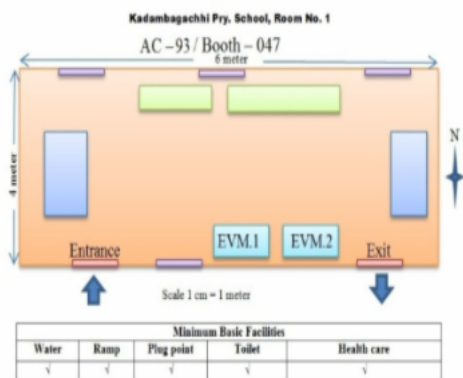 Kadambagachhi Pry. School, Room No. 1
AC – 93 / Booth – 047
6 meter
4 meter
N
EVM.1 EVM.2
Entrance Exit
Scale 1 cm = 1 meter
Minimum Basic Facilities
Water Ramp Plug point Toilet Health care
√ √ √ √ √